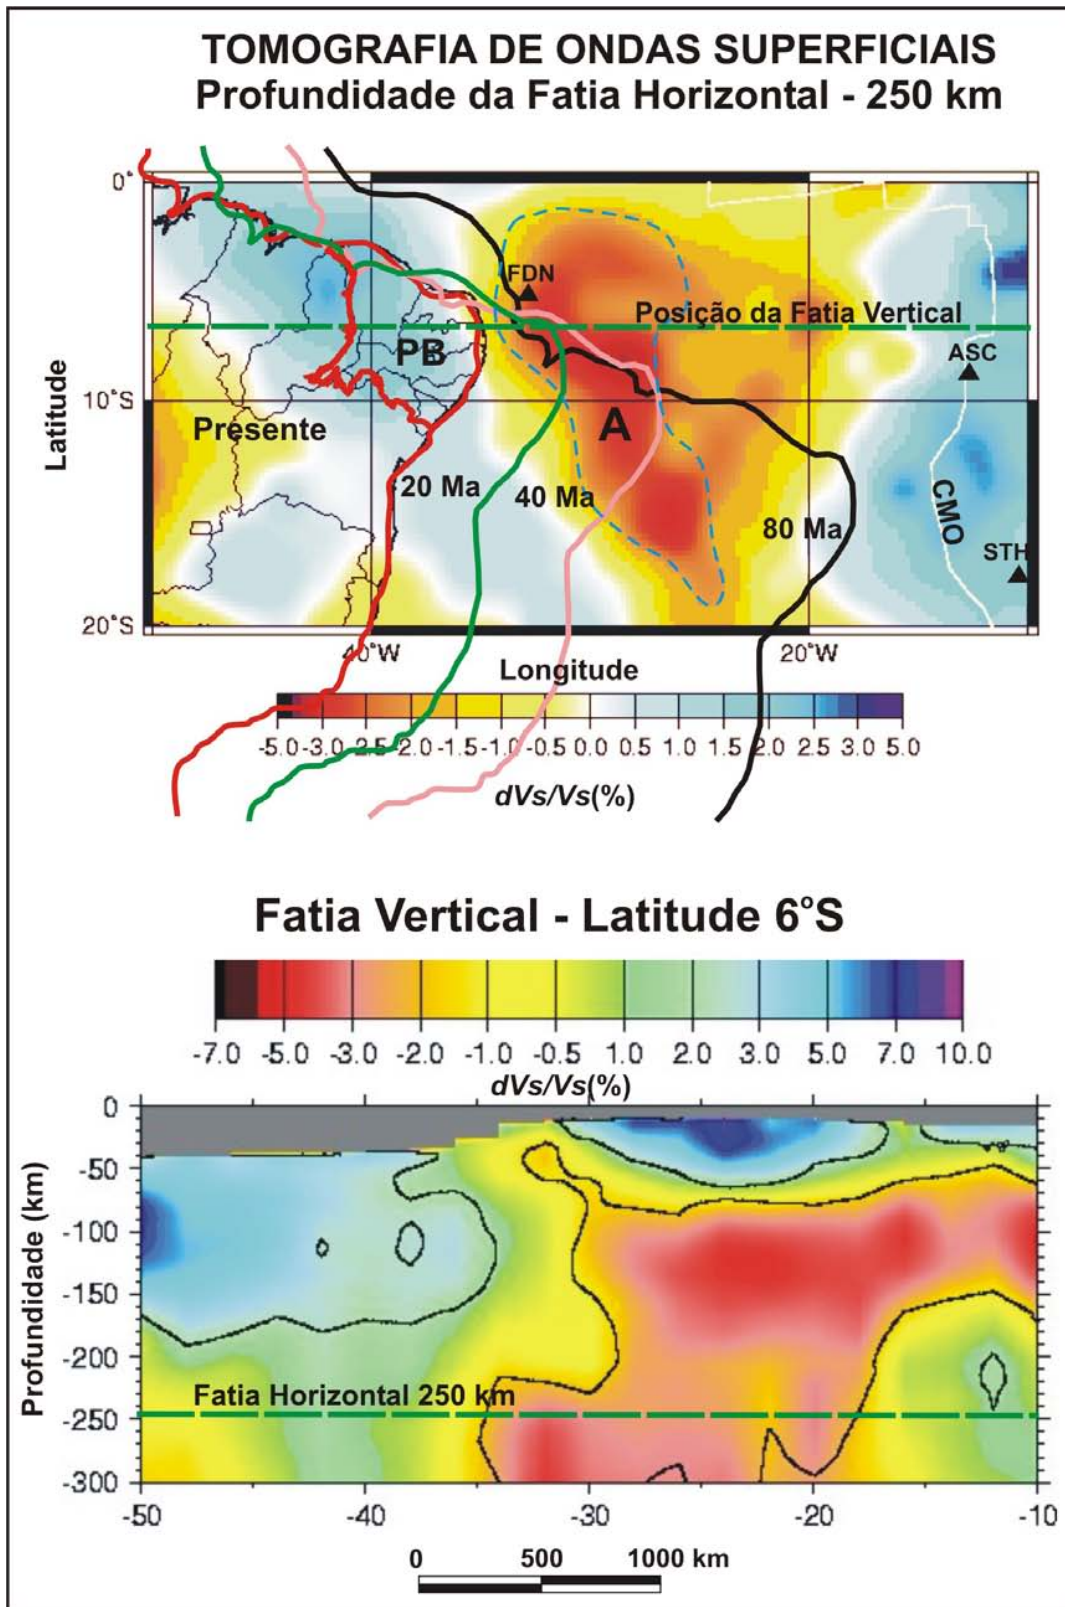 TOMOGRAFIA DE ONDAS SUPERFICIAIS
Profundidade da Fatia Horizontal - 250 km
0°
FDN
Posição da Fatia Vertical
PB
ASC
10°S
Latitude
Presente
A
20 Ma
40 Ma
80 Ma
CMO
STH
20°S
40°W
20°W
Longitude
-5.0 -3.0 -2.5 -2.0 -1.5 -1.0 -0.5 0.0 0.5 1.0 1.5 2.0 2.5 3.0 5.0
dVs/Vs(%)
Fatia Vertical - Latitude 6°S
-7.0 -5.0 -3.0 -2.0 -1.0 -0.5 1.0 2.0 3.0 5.0 7.0 10.0
dVs/Vs(%)
0
-50
-100
-150
-200
-250
-300
Profundidade (km)
Fatia Horizontal 250 km
-50 -40 -30 -20 -10
0 500 1000 km